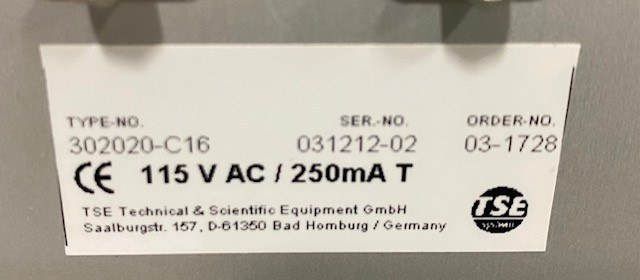 TYPE-NO. SER.-NO. ORDER-NO.
302020-C16 031212-02 03-1728
CE 115 V AC / 250mA T
TSE Technical & Scientific Equipment GmbH
Saalburgstr. 157, D-61350 Bad Homburg / Germany
TSE
systems